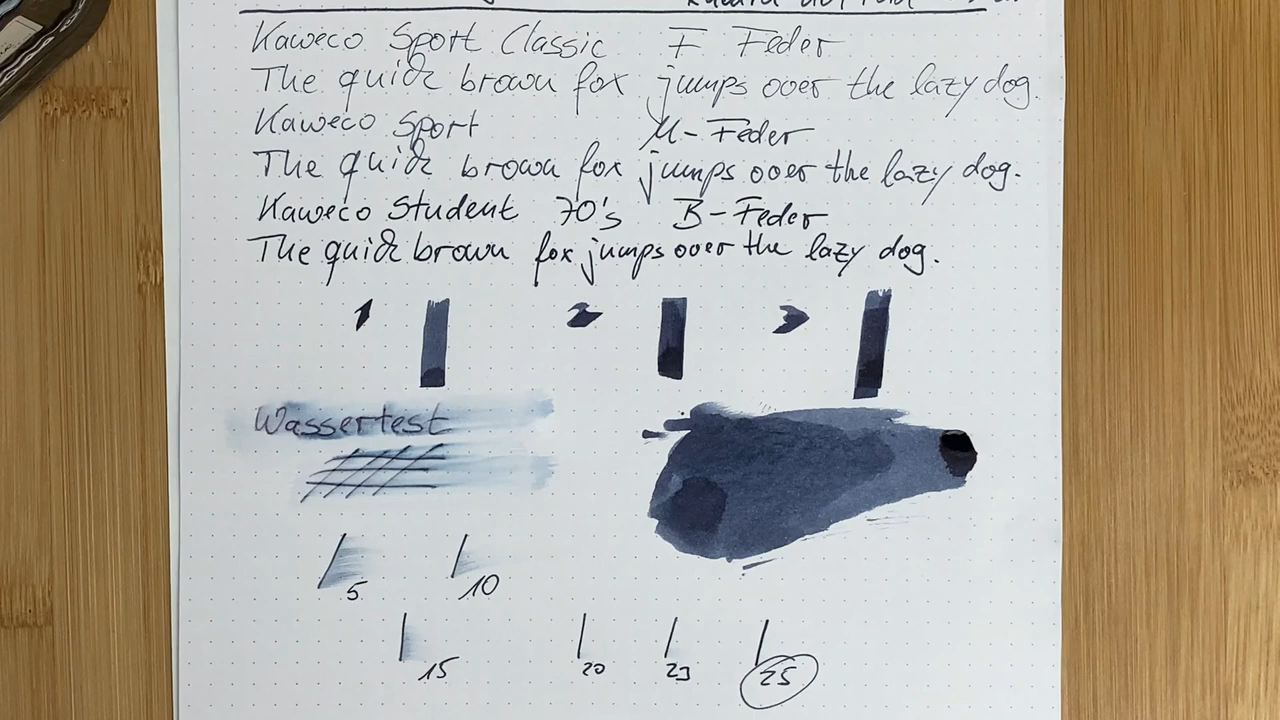 Kaweco Sport Classic F Feder
The quick brown fox jumps over the lazy dog.
Kaweco Sport M-Feder
The quick brown fox jumps over the lazy dog.
Kaweco Student 70's B-Feder
The quick brown fox jumps over the lazy dog.
Wassertest
5 10
15 20 23 25